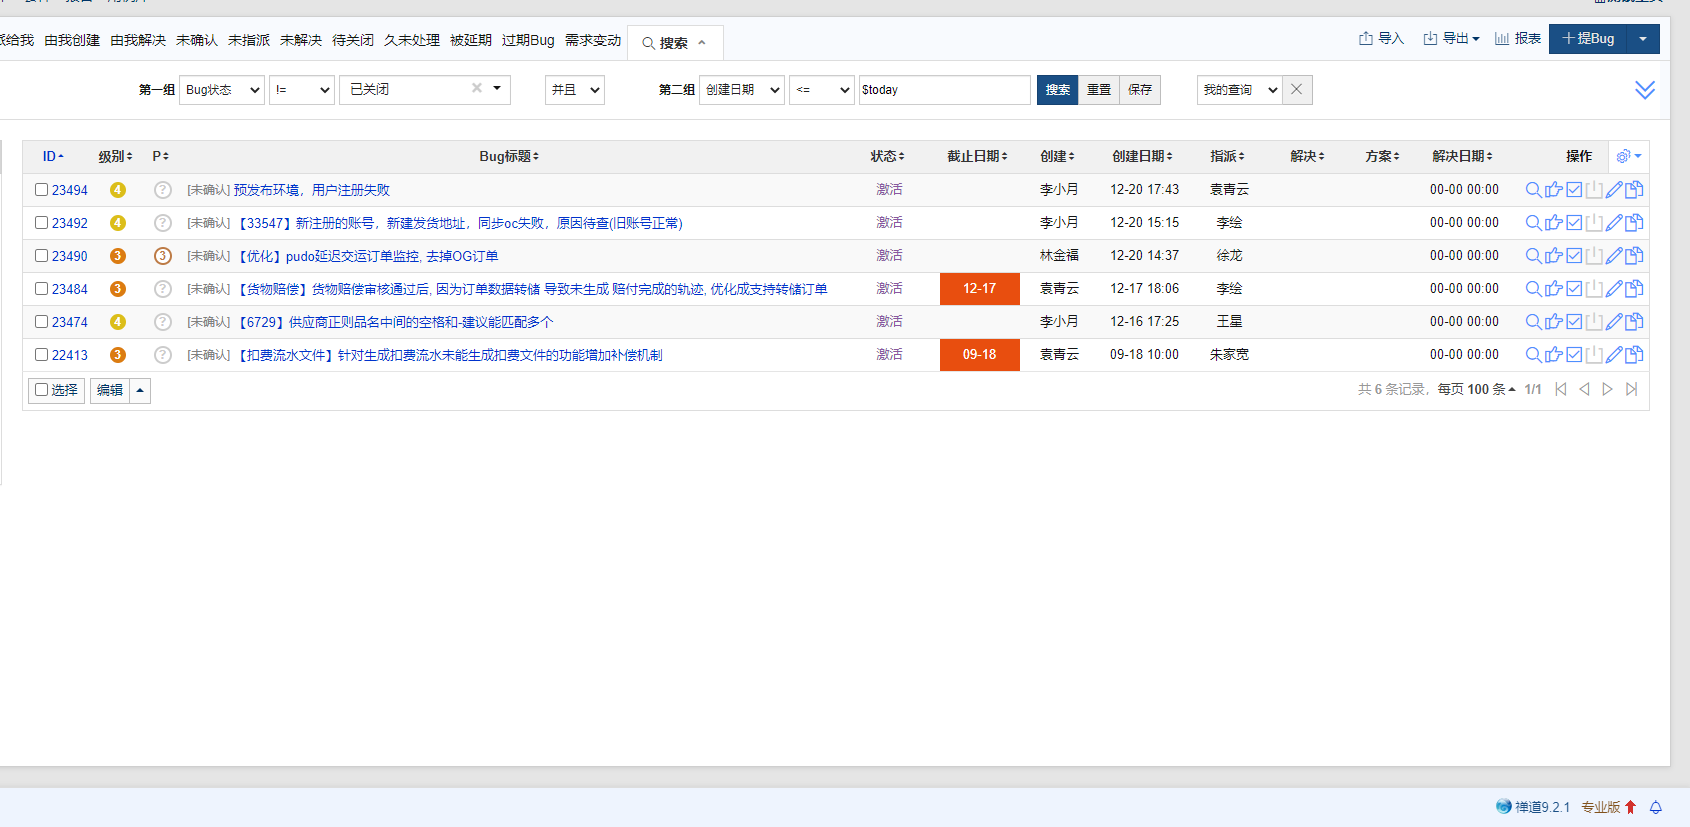 派给我 由我创建 由我解决 未确认 未指派 未解决 待关闭 久未处理 被延期 过期Bug 需求变动 搜索 导入 导出 报表 提Bug
第一组 Bug状态 != 已关闭 并且 第二组 创建日期 <= $today 搜索 重置 保存 我的查询
ID 级别 P Bug标题 状态 截止日期 创建 创建日期 指派 解决 方案 解决日期 操作
23494 4 ? [未确认] 预发布环境，用户注册失败 激活 李小月 12-20 17:43 袁青云 00-00 00:00
23492 4 ? [未确认] 【33547】新注册的账号，新建发货地址，同步oc失败，原因待查(旧账号正常) 激活 李小月 12-20 15:15 李绘 00-00 00:00
23490 3 3 [未确认] 【优化】pudo延迟交运订单监控, 去掉OG订单 激活 林金福 12-20 14:37 徐龙 00-00 00:00
23484 3 ? [未确认] 【货物赔偿】货物赔偿审核通过后, 因为订单数据转储 导致未生成 赔付完成的轨迹, 优化成支持转储订单 激活 12-17 袁青云 12-17 18:06 李绘 00-00 00:00
23474 4 ? [未确认] 【6729】供应商正则品名中间的空格和-建议能匹配多个 激活 李小月 12-16 17:25 王星 00-00 00:00
22413 3 ? [未确认] 【扣费流水文件】针对生成扣费流水未能生成扣费文件的功能增加补偿机制 激活 09-18 袁青云 09-18 10:00 朱家宽 00-00 00:00
选择 编辑 共 6 条记录，每页 100 条 1/1
禅道9.2.1 专业版